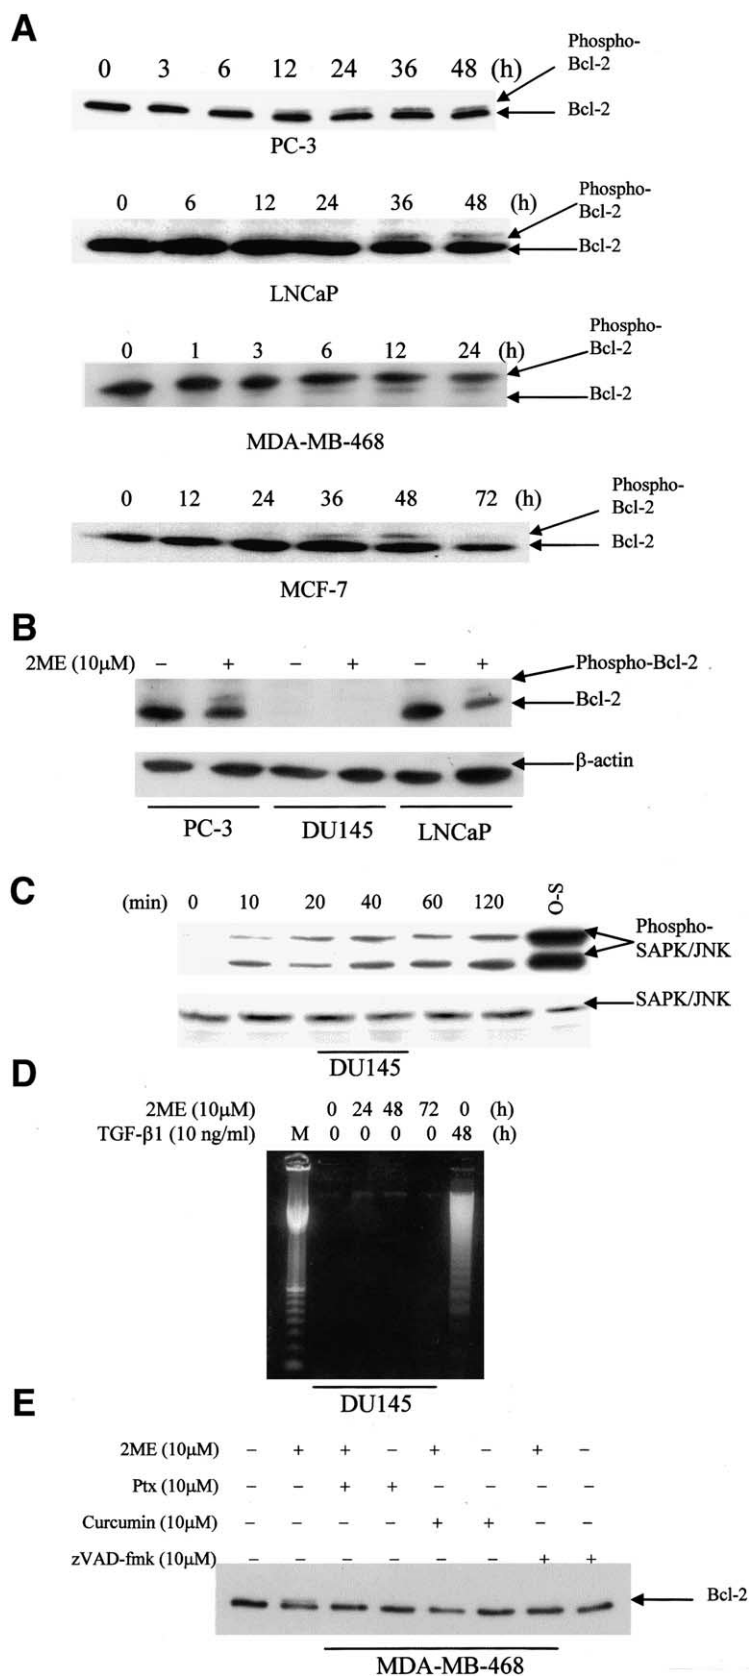 A
0 3 6 12 24 36 48 (h)
Phospho-
Bcl-2
Bcl-2
PC-3
0 6 12 24 36 48 (h)
Phospho-
Bcl-2
Bcl-2
LNCaP
0 1 3 6 12 24 (h)
Phospho-
Bcl-2
Bcl-2
MDA-MB-468
0 12 24 36 48 72 (h)
Phospho-
Bcl-2
Bcl-2
MCF-7
B
2ME (10μM) – + – + – +
Phospho-Bcl-2
Bcl-2
β-actin
PC-3 DU145 LNCaP
C
(min) 0 10 20 40 60 120 O-S
Phospho-
SAPK/JNK
SAPK/JNK
DU145
D
2ME (10μM) 0 24 48 72 0 (h)
TGF-β1 (10 ng/ml) M 0 0 0 0 48 (h)
DU145
E
2ME (10μM) – + + – + – + –
Ptx (10μM) – – + + – – – –
Curcumin (10μM) – – – – + + – –
zVAD-fmk (10μM) – – – – – – + +
Bcl-2
MDA-MB-468